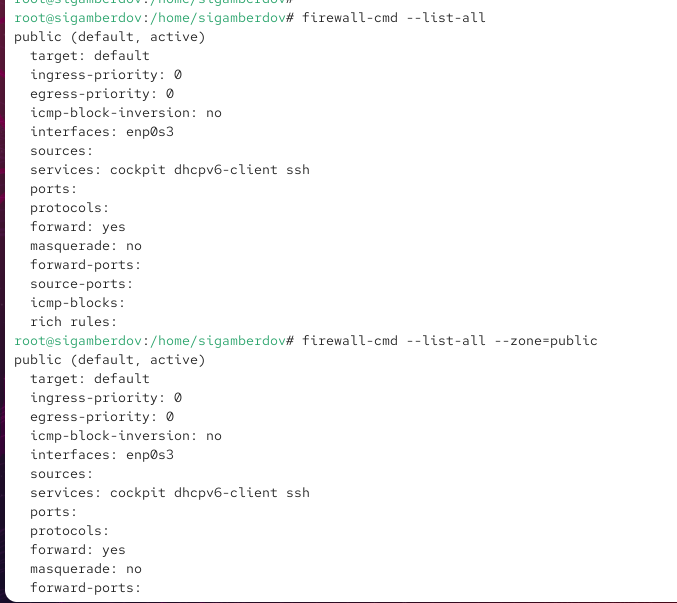 root@sigamberdov:/home/sigamberdov#
root@sigamberdov:/home/sigamberdov# firewall-cmd --list-all
public (default, active)
  target: default
  ingress-priority: 0
  egress-priority: 0
  icmp-block-inversion: no
  interfaces: enp0s3
  sources:
  services: cockpit dhcpv6-client ssh
  ports:
  protocols:
  forward: yes
  masquerade: no
  forward-ports:
  source-ports:
  icmp-blocks:
  rich rules:
root@sigamberdov:/home/sigamberdov# firewall-cmd --list-all --zone=public
public (default, active)
  target: default
  ingress-priority: 0
  egress-priority: 0
  icmp-block-inversion: no
  interfaces: enp0s3
  sources:
  services: cockpit dhcpv6-client ssh
  ports:
  protocols:
  forward: yes
  masquerade: no
  forward-ports: